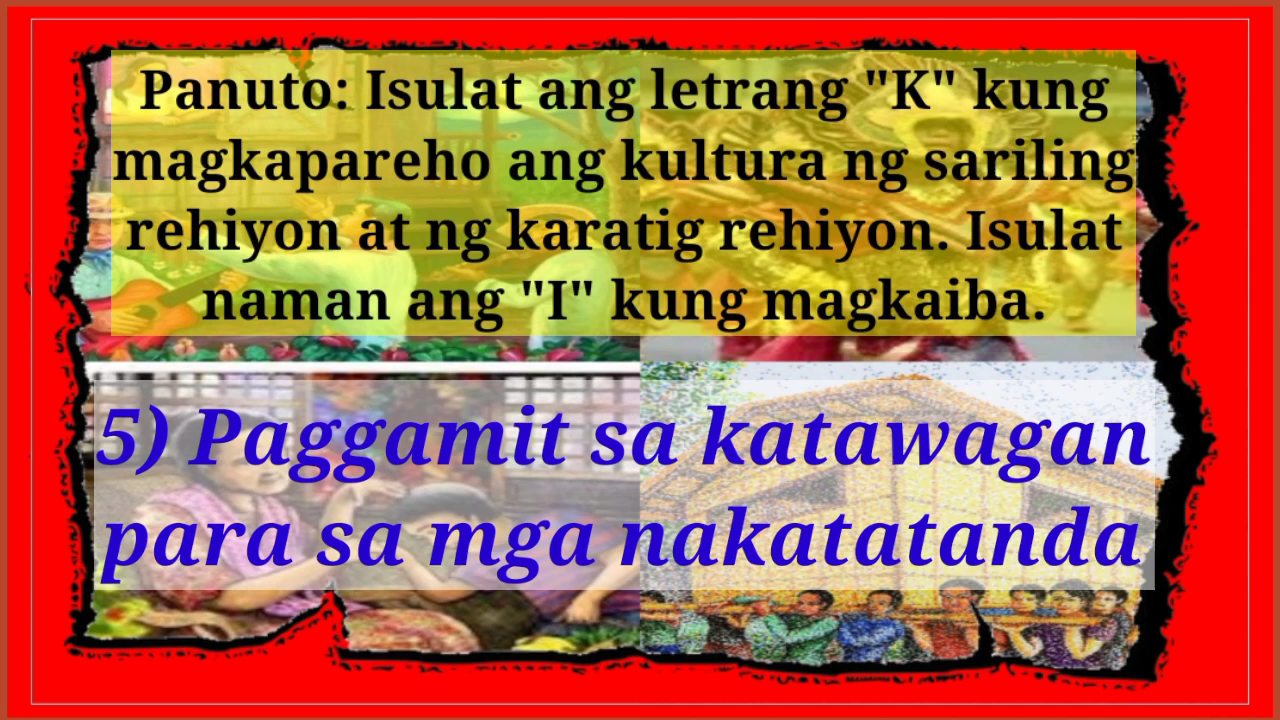 Panuto: Isulat ang letrang "K" kung
magkapareho ang kultura ng sariling
rehiyon at ng karatig rehiyon. Isulat
naman ang "I" kung magkaiba.
5) Paggamit sa katawagan
para sa mga nakatatanda